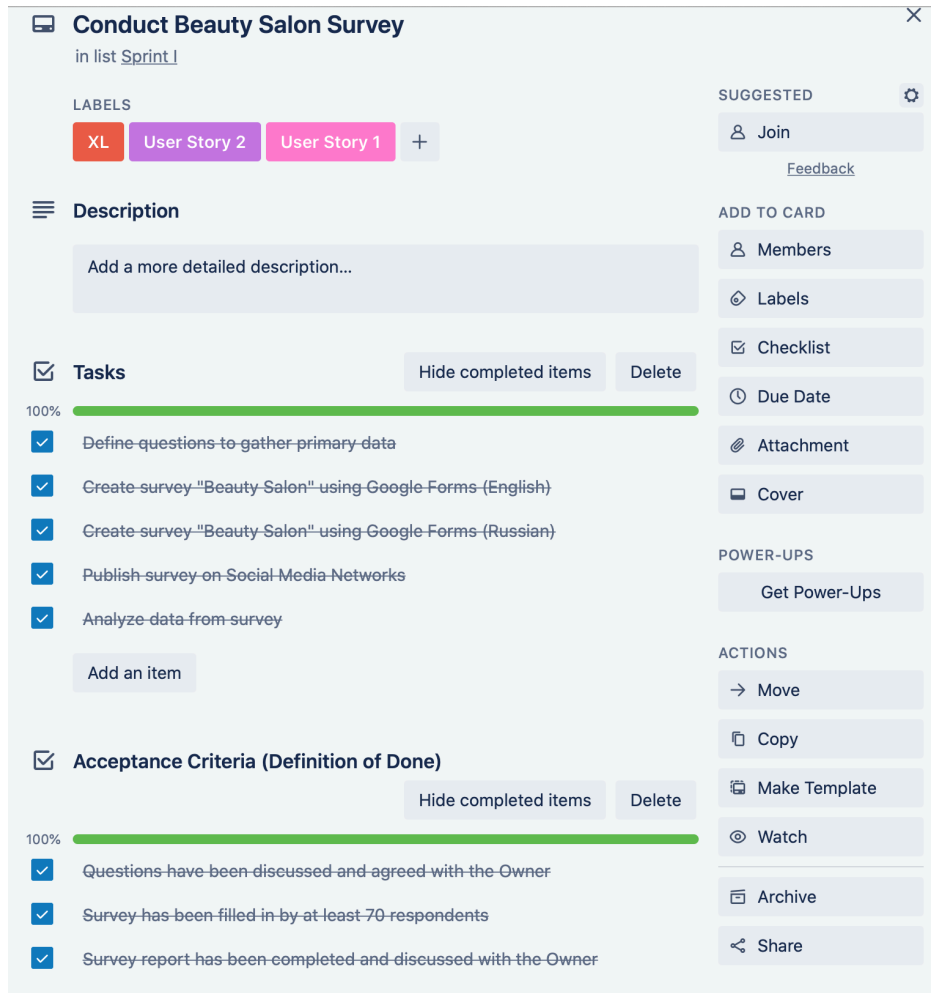 Conduct Beauty Salon Survey
in list Sprint I
LABELS
XL
User Story 2
User Story 1
+
Description
Add a more detailed description...
Tasks
Hide completed items
Delete
100%
Define questions to gather primary data
Create survey "Beauty Salon" using Google Forms (English)
Create survey "Beauty Salon" using Google Forms (Russian)
Publish survey on Social Media Networks
Analyze data from survey
Add an item
Acceptance Criteria (Definition of Done)
Hide completed items
Delete
100%
Questions have been discussed and agreed with the Owner
Survey has been filled in by at least 70 respondents
Survey report has been completed and discussed with the Owner
SUGGESTED
Join
Feedback
ADD TO CARD
Members
Labels
Checklist
Due Date
Attachment
Cover
POWER-UPS
Get Power-Ups
ACTIONS
Move
Copy
Make Template
Watch
Archive
Share